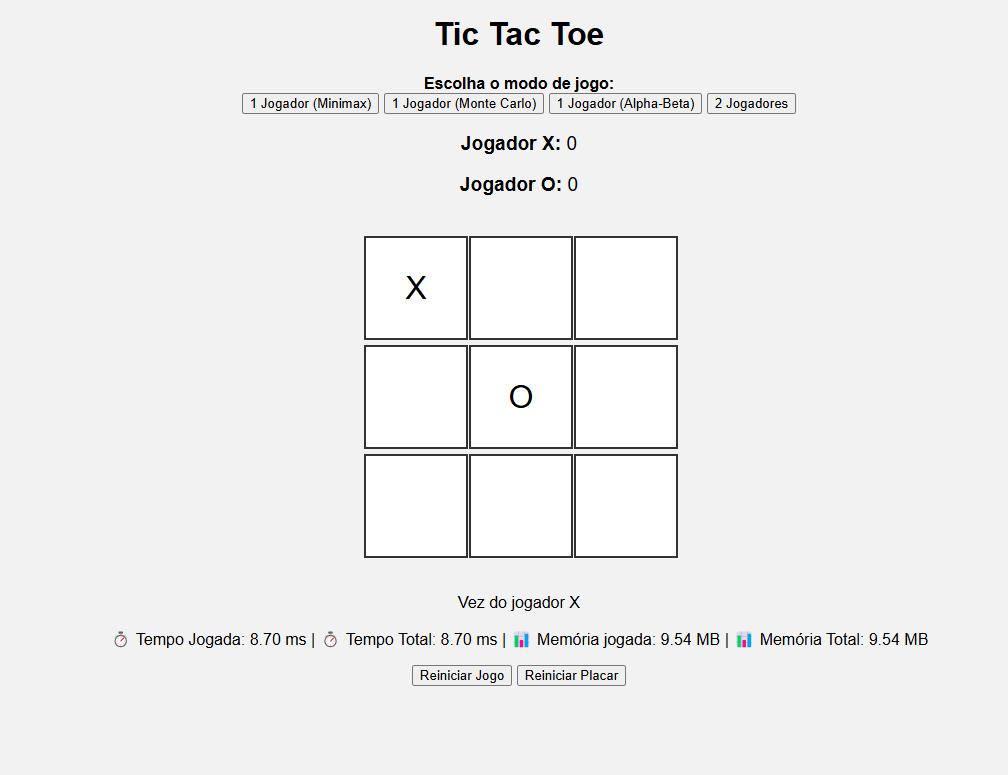 Tic Tac Toe
Escolha o modo de jogo:
1 Jogador (Minimax) 1 Jogador (Monte Carlo) 1 Jogador (Alpha-Beta) 2 Jogadores
Jogador X: 0
Jogador O: 0
X
O
Vez do jogador X
Tempo Jogada: 8.70 ms | Tempo Total: 8.70 ms | Memória jogada: 9.54 MB | Memória Total: 9.54 MB
Reiniciar Jogo Reiniciar Placar